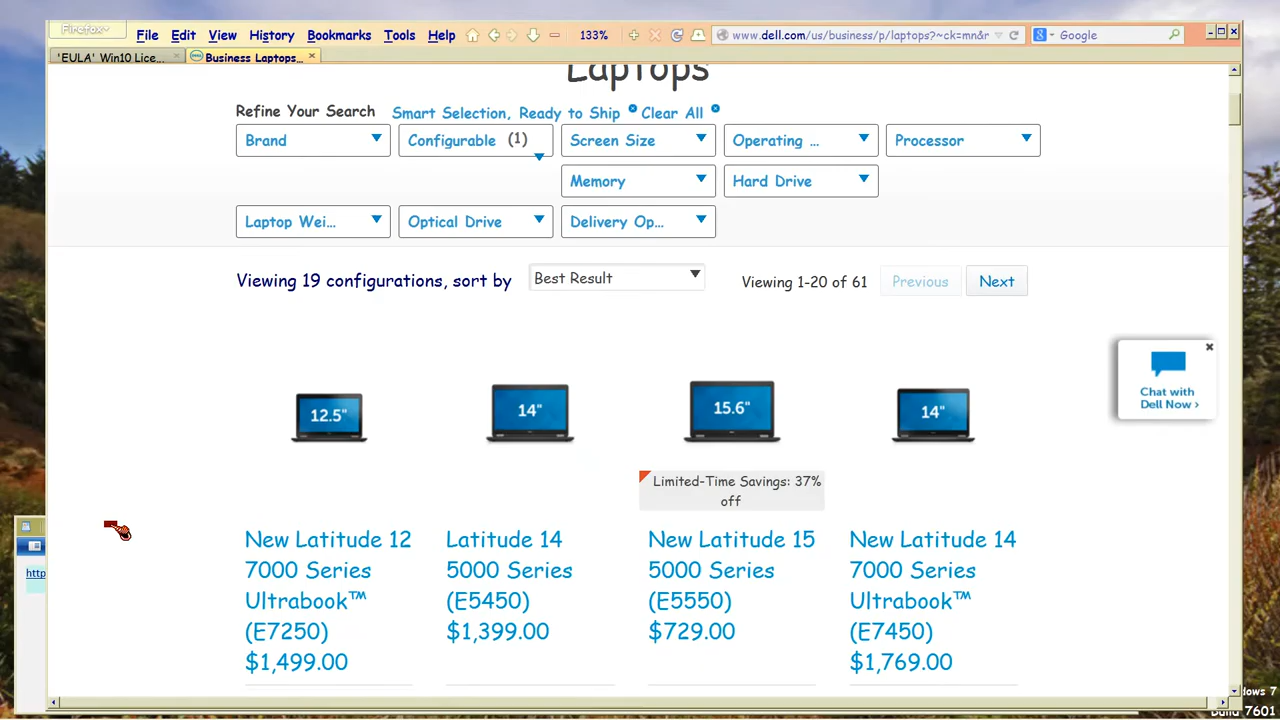 Firefox
File Edit View History Bookmarks Tools Help 133% www.dell.com/us/business/p/laptops?~ck=mn&r Google
'EULA' Win10 Lice... Business Laptops...
Laptops
Refine Your Search Smart Selection, Ready to Ship Clear All
Brand Configurable (1) Screen Size Operating ... Processor
Memory Hard Drive
Laptop Wei... Optical Drive Delivery Op...
Viewing 19 configurations, sort by Best Result Viewing 1-20 of 61 Previous Next
Chat with
Dell Now ›
12.5" 14" 15.6" 14"
Limited-Time Savings: 37%
off
New Latitude 12
7000 Series
Ultrabook™
(E7250)
$1,499.00
Latitude 14
5000 Series
(E5450)
$1,399.00
New Latitude 15
5000 Series
(E5550)
$729.00
New Latitude 14
7000 Series
Ultrabook™
(E7450)
$1,769.00
http
dows 7
Build 7601